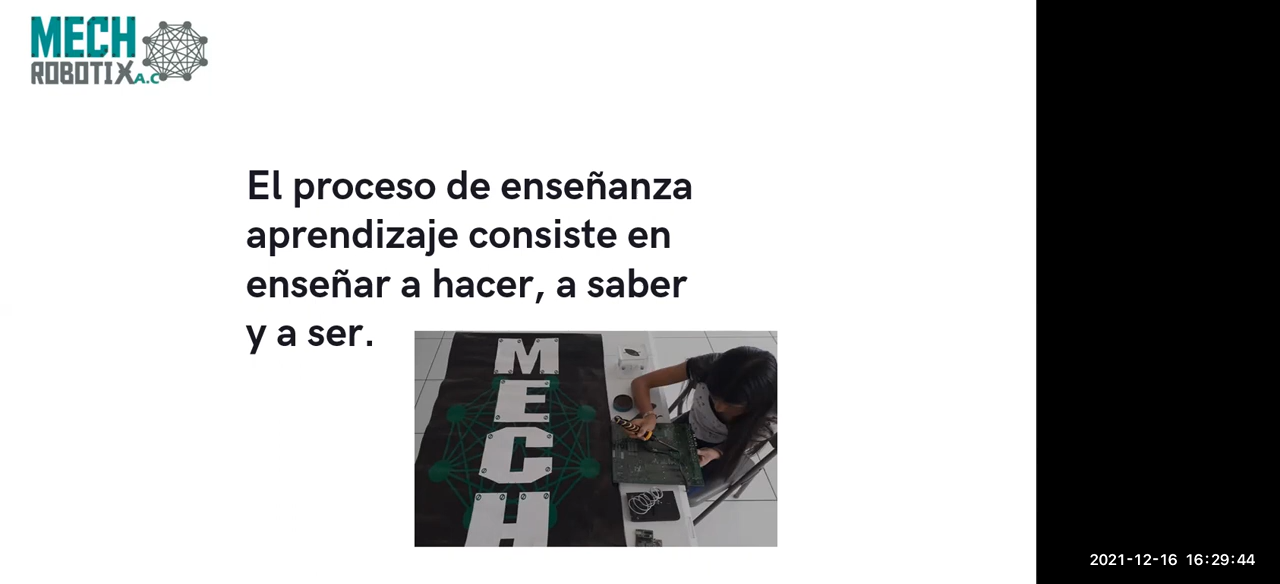 MECH
ROBOTIX A.C
El proceso de enseñanza
aprendizaje consiste en
enseñar a hacer, a saber
y a ser.
M
E
C
H
2021-12-16 16:29:44